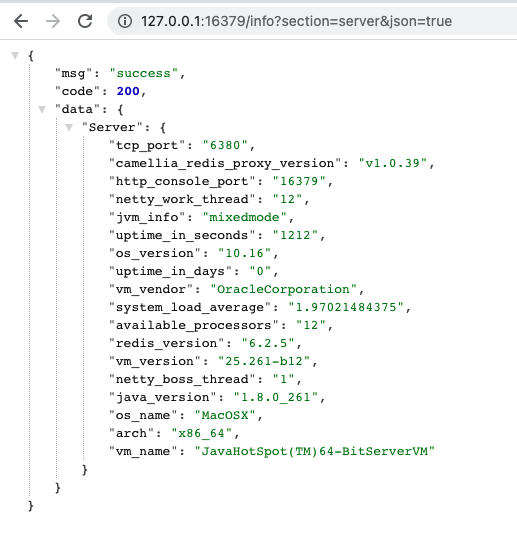 127.0.0.1:16379/info?section=server&json=true
{
"msg": "success",
"code": 200,
"data": {
"Server": {
"tcp_port": "6380",
"camellia_redis_proxy_version": "v1.0.39",
"http_console_port": "16379",
"netty_work_thread": "12",
"jvm_info": "mixedmode",
"uptime_in_seconds": "1212",
"os_version": "10.16",
"uptime_in_days": "0",
"vm_vendor": "OracleCorporation",
"system_load_average": "1.97021484375",
"available_processors": "12",
"redis_version": "6.2.5",
"vm_version": "25.261-b12",
"netty_boss_thread": "1",
"java_version": "1.8.0_261",
"os_name": "MacOSX",
"arch": "x86_64",
"vm_name": "JavaHotSpot(TM)64-BitServerVM"
}
}
}